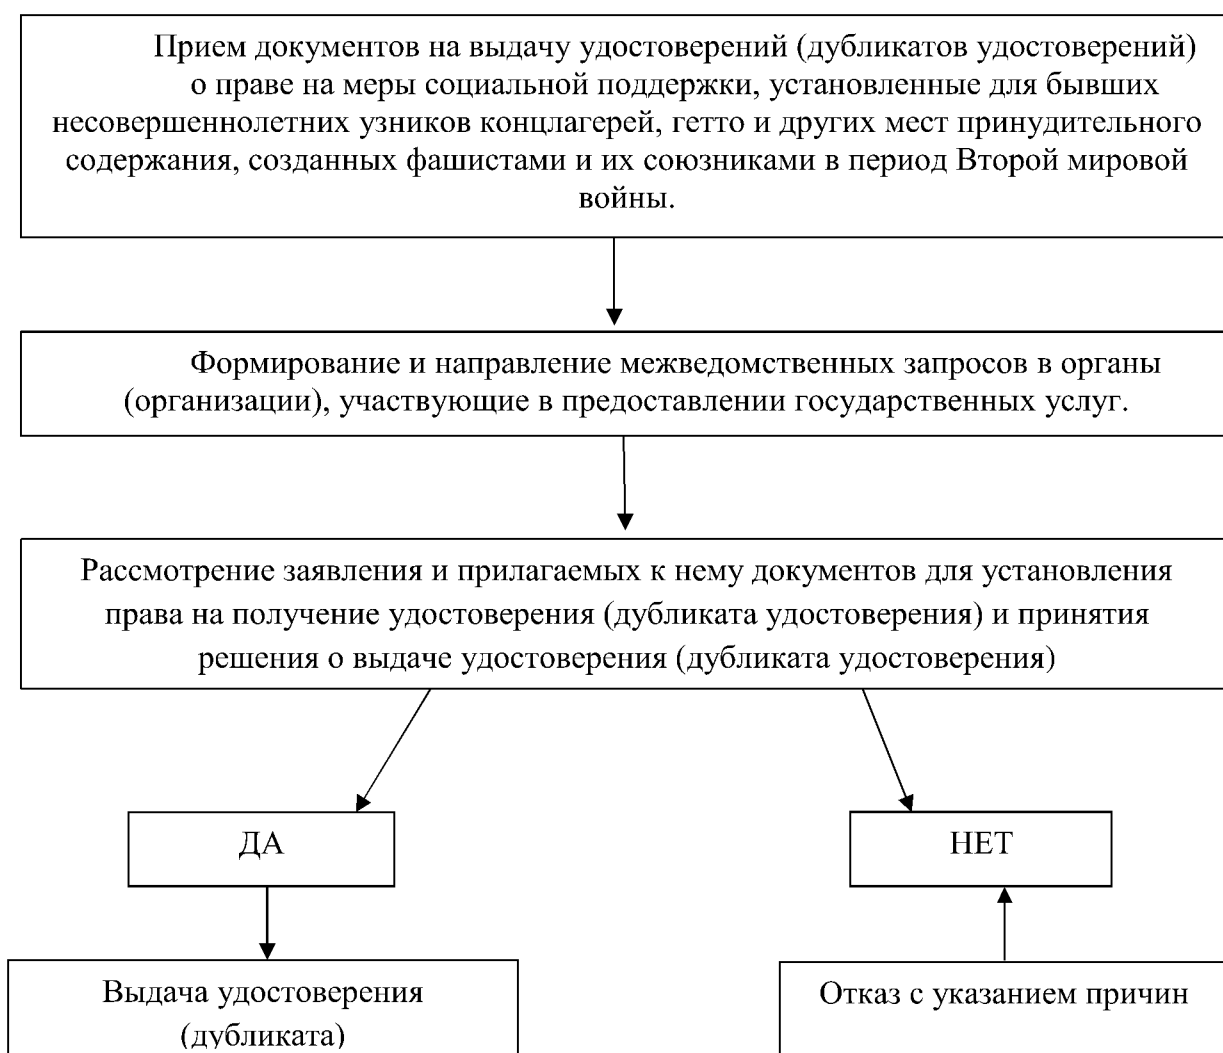 Прием документов на выдачу удостоверений (дубликатов удостоверений)
о праве на меры социальной поддержки, установленные для бывших
несовершеннолетних узников концлагерей, гетто и других мест принудительного
содержания, созданных фашистами и их союзниками в период Второй мировой
войны.
Формирование и направление межведомственных запросов в органы
(организации), участвующие в предоставлении государственных услуг.
Рассмотрение заявления и прилагаемых к нему документов для установления
права на получение удостоверения (дубликата удостоверения) и принятия
решения о выдаче удостоверения (дубликата удостоверения)
ДА
НЕТ
Выдача удостоверения
(дубликата)
Отказ с указанием причин